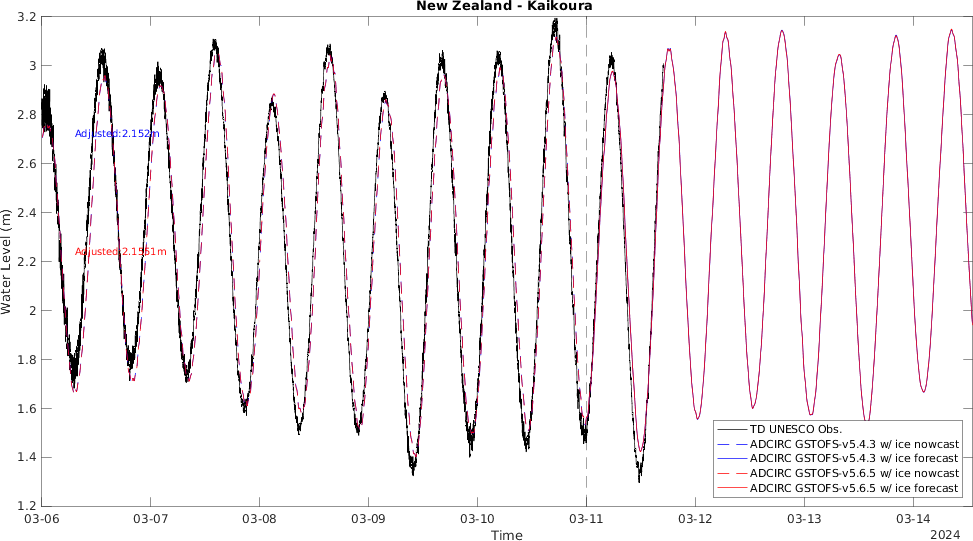 New Zealand - Kaikoura
3.2
3
2.8
2.6
2.4
2.2
2
1.8
1.6
1.4
1.2
Water Level (m)
Adjusted:2.152m
Adjusted:2.1551m
TD UNESCO Obs.
ADCIRC GSTOFS-v5.4.3 w/ ice nowcast
ADCIRC GSTOFS-v5.4.3 w/ ice forecast
ADCIRC GSTOFS-v5.6.5 w/ ice nowcast
ADCIRC GSTOFS-v5.6.5 w/ ice forecast
03-06 03-07 03-08 03-09 03-10 03-11 03-12 03-13 03-14
Time
2024